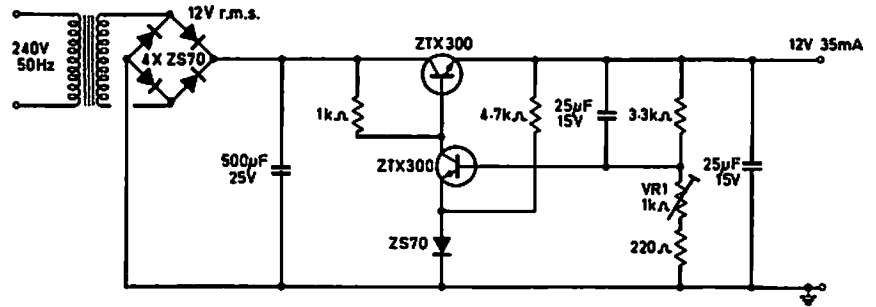 12V r.m.s.
240V
50Hz
4 X ZS70
ZTX300
12V 35mA
1kΩ
4·7kΩ
25µF
15V
3·3kΩ
500µF
25V
ZTX300
VR1
1kΩ
25µF
15V
ZS70
220Ω